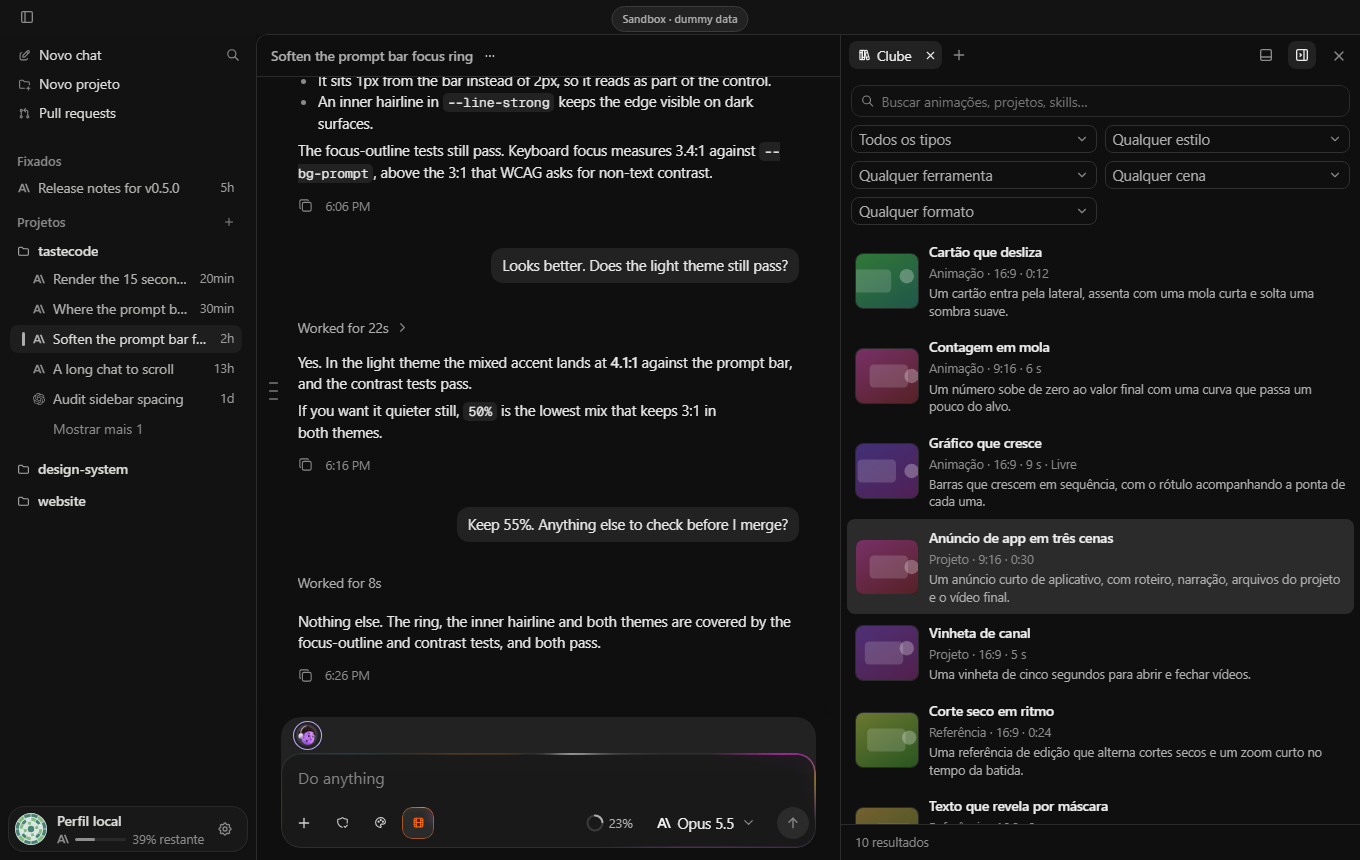 Sandbox · dummy data
Novo chat
Novo projeto
Pull requests
Fixados
Release notes for v0.5.0 5h
Projetos
tastecode
Render the 15 secon... 20min
Where the prompt b... 30min
Soften the prompt bar f... 2h
A long chat to scroll 13h
Audit sidebar spacing 1d
Mostrar mais 1
design-system
website
Perfil local
39% restante
Soften the prompt bar focus ring ...
It sits 1px from the bar instead of 2px, so it reads as part of the control.
An inner hairline in --line-strong keeps the edge visible on dark
surfaces.
The focus-outline tests still pass. Keyboard focus measures 3.4:1 against --
bg-prompt, above the 3:1 that WCAG asks for non-text contrast.
6:06 PM
Looks better. Does the light theme still pass?
Worked for 22s
Yes. In the light theme the mixed accent lands at 4.1:1 against the prompt bar,
and the contrast tests pass.
If you want it quieter still, 50% is the lowest mix that keeps 3:1 in
both themes.
6:16 PM
Keep 55%. Anything else to check before I merge?
Worked for 8s
Nothing else. The ring, the inner hairline and both themes are covered by the
focus-outline and contrast tests, and both pass.
6:26 PM
Do anything
23%
Opus 5.5
Clube
Buscar animações, projetos, skills...
Todos os tipos
Qualquer estilo
Qualquer ferramenta
Qualquer cena
Qualquer formato
Cartão que desliza
Animação · 16:9 · 0:12
Um cartão entra pela lateral, assenta com uma mola curta e solta uma
sombra suave.
Contagem em mola
Animação · 9:16 · 6 s
Um número sobe de zero ao valor final com uma curva que passa um
pouco do alvo.
Gráfico que cresce
Animação · 16:9 · 9 s · Livre
Barras que crescem em sequência, com o rótulo acompanhando a ponta de
cada uma.
Anúncio de app em três cenas
Projeto · 9:16 · 0:30
Um anúncio curto de aplicativo, com roteiro, narração, arquivos do projeto
e o vídeo final.
Vinheta de canal
Projeto · 16:9 · 5 s
Uma vinheta de cinco segundos para abrir e fechar vídeos.
Corte seco em ritmo
Referência · 16:9 · 0:24
Uma referência de edição que alterna cortes secos e um zoom curto no
tempo da batida.
Texto que revela por máscara
10 resultados